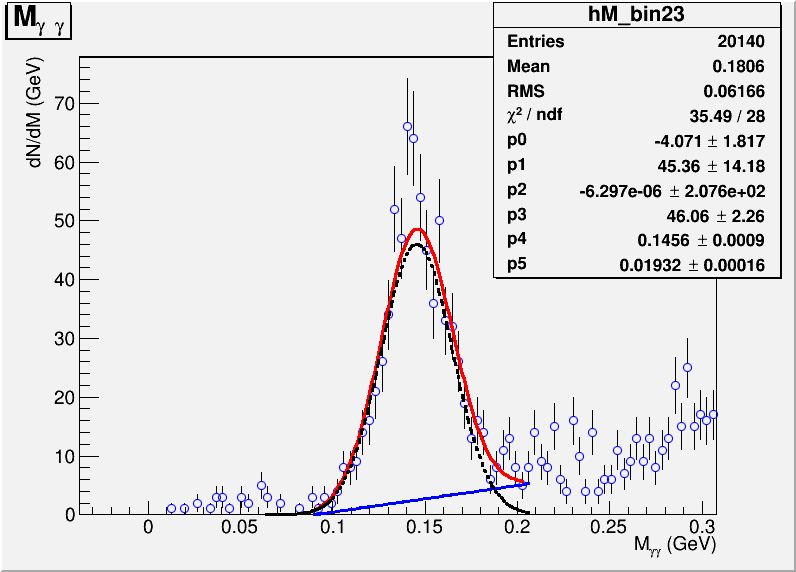 Mγ γ
hM_bin23
Entries 20140
Mean 0.1806
RMS 0.06166
χ² / ndf 35.49 / 28
p0 -4.071 ± 1.817
p1 45.36 ± 14.18
p2 -6.297e-06 ± 2.076e+02
p3 46.06 ± 2.26
p4 0.1456 ± 0.0009
p5 0.01932 ± 0.00016
dN/dM (GeV)
70
60
50
40
30
20
10
0
0 0.05 0.1 0.15 0.2 0.25 0.3
Mγγ (GeV)